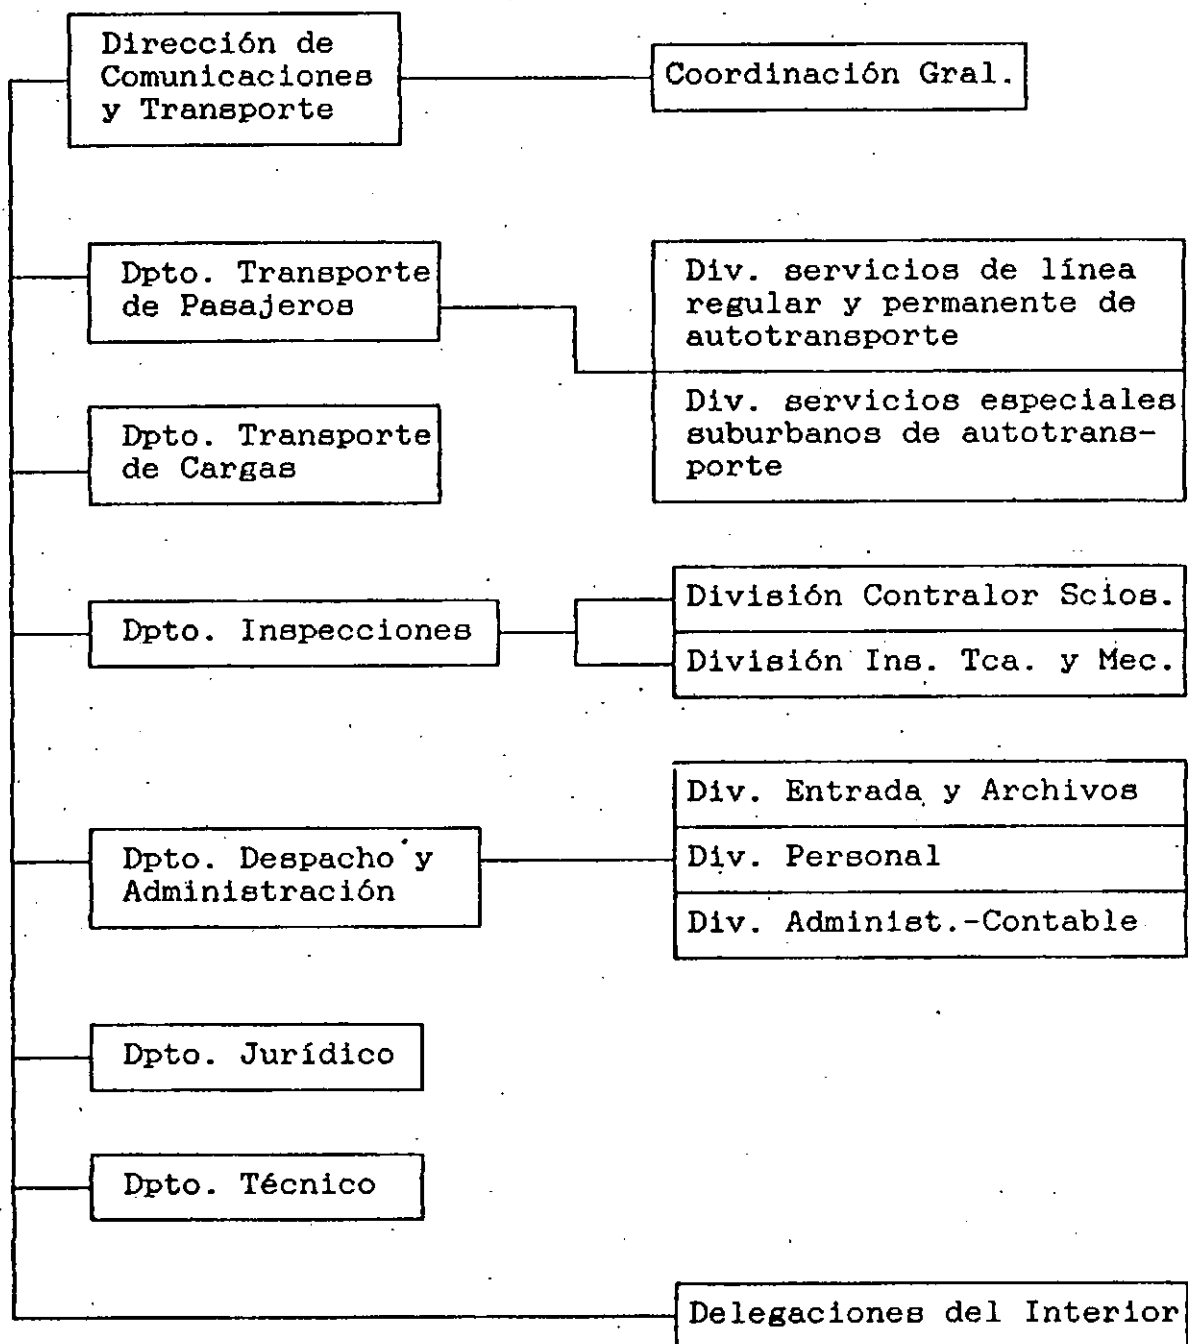 Dirección de
Comunicaciones
y Transporte
Coordinación Gral.
Dpto. Transporte
de Pasajeros
Div. servicios de línea
regular y permanente de
autotransporte
Div. servicios especiales
suburbanos de autotrans-
porte
Dpto. Transporte
de Cargas
Dpto. Inspecciones
División Contralor Scios.
División Ins. Tca. y Mec.
Dpto. Despacho y
Administración
Div. Entrada y Archivos
Div. Personal
Div. Administ.-Contable
Dpto. Jurídico
Dpto. Técnico
Delegaciones del Interior